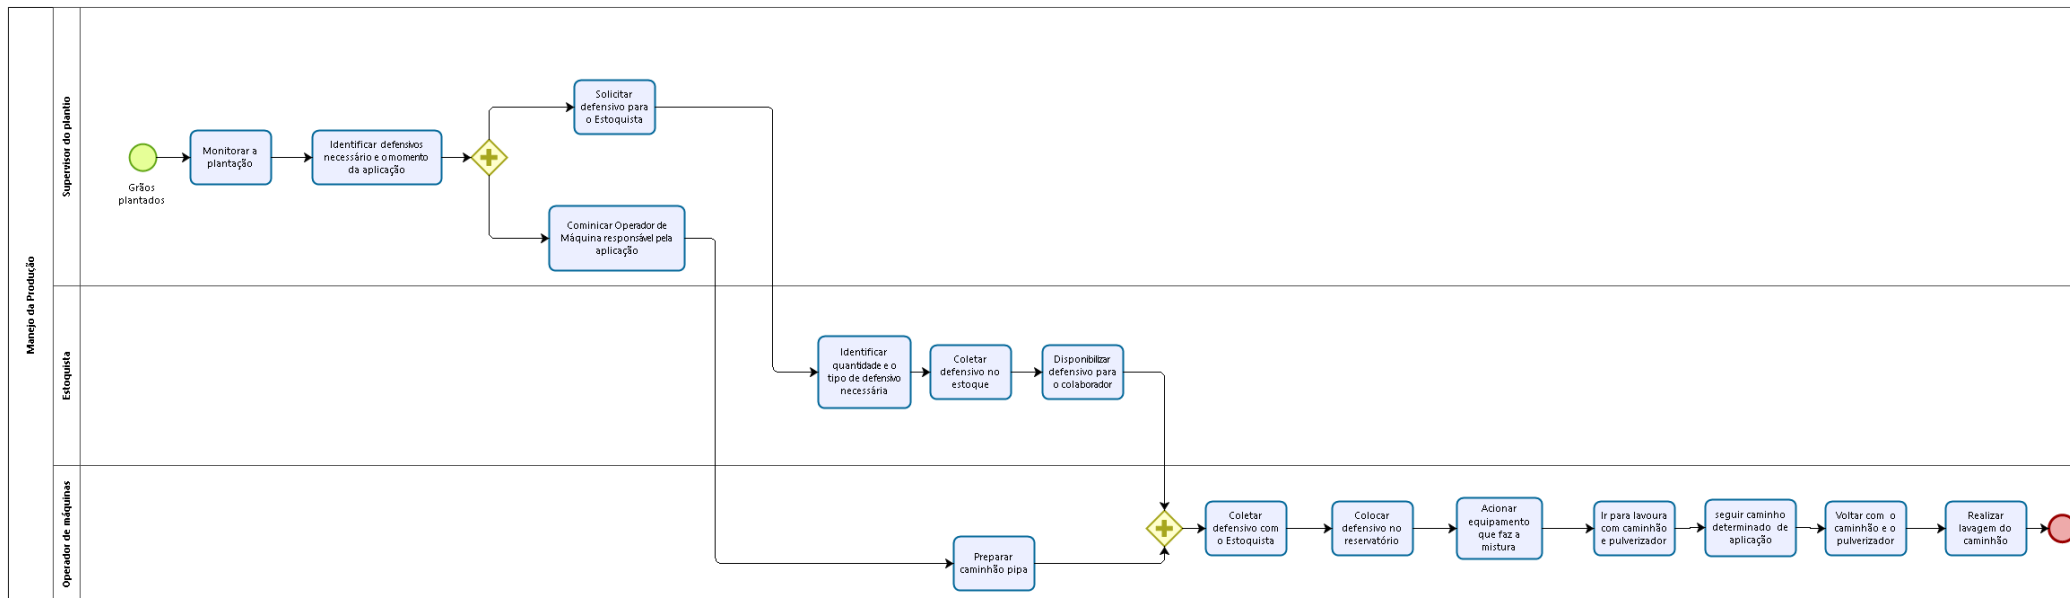 Manejo da Produção
Supervisor do plantio
Grãos
plantados
Monitorar a
plantação
Identificar defensivos
necessário e o momento
da aplicação
Solicitar
defensivo para
o Estoquista
Cominicar Operador de
Máquina responsável pela
aplicação
Estoquista
Identificar
quantidade e o
tipo de defensivo
necessária
Coletar
defensivo no
estoque
Disponibilizar
defensivo para
o colaborador
Operador de máquinas
Preparar
caminhão pipa
Coletar
defensivo com
o Estoquista
Colocar
defensivo no
reservatório
Acionar
equipamento
que faz a
mistura
Ir para lavoura
com caminhão
e pulverizador
seguir caminho
determinado de
aplicação
Voltar com o
caminhão e o
pulverizador
Realizar
lavagem do
caminhão